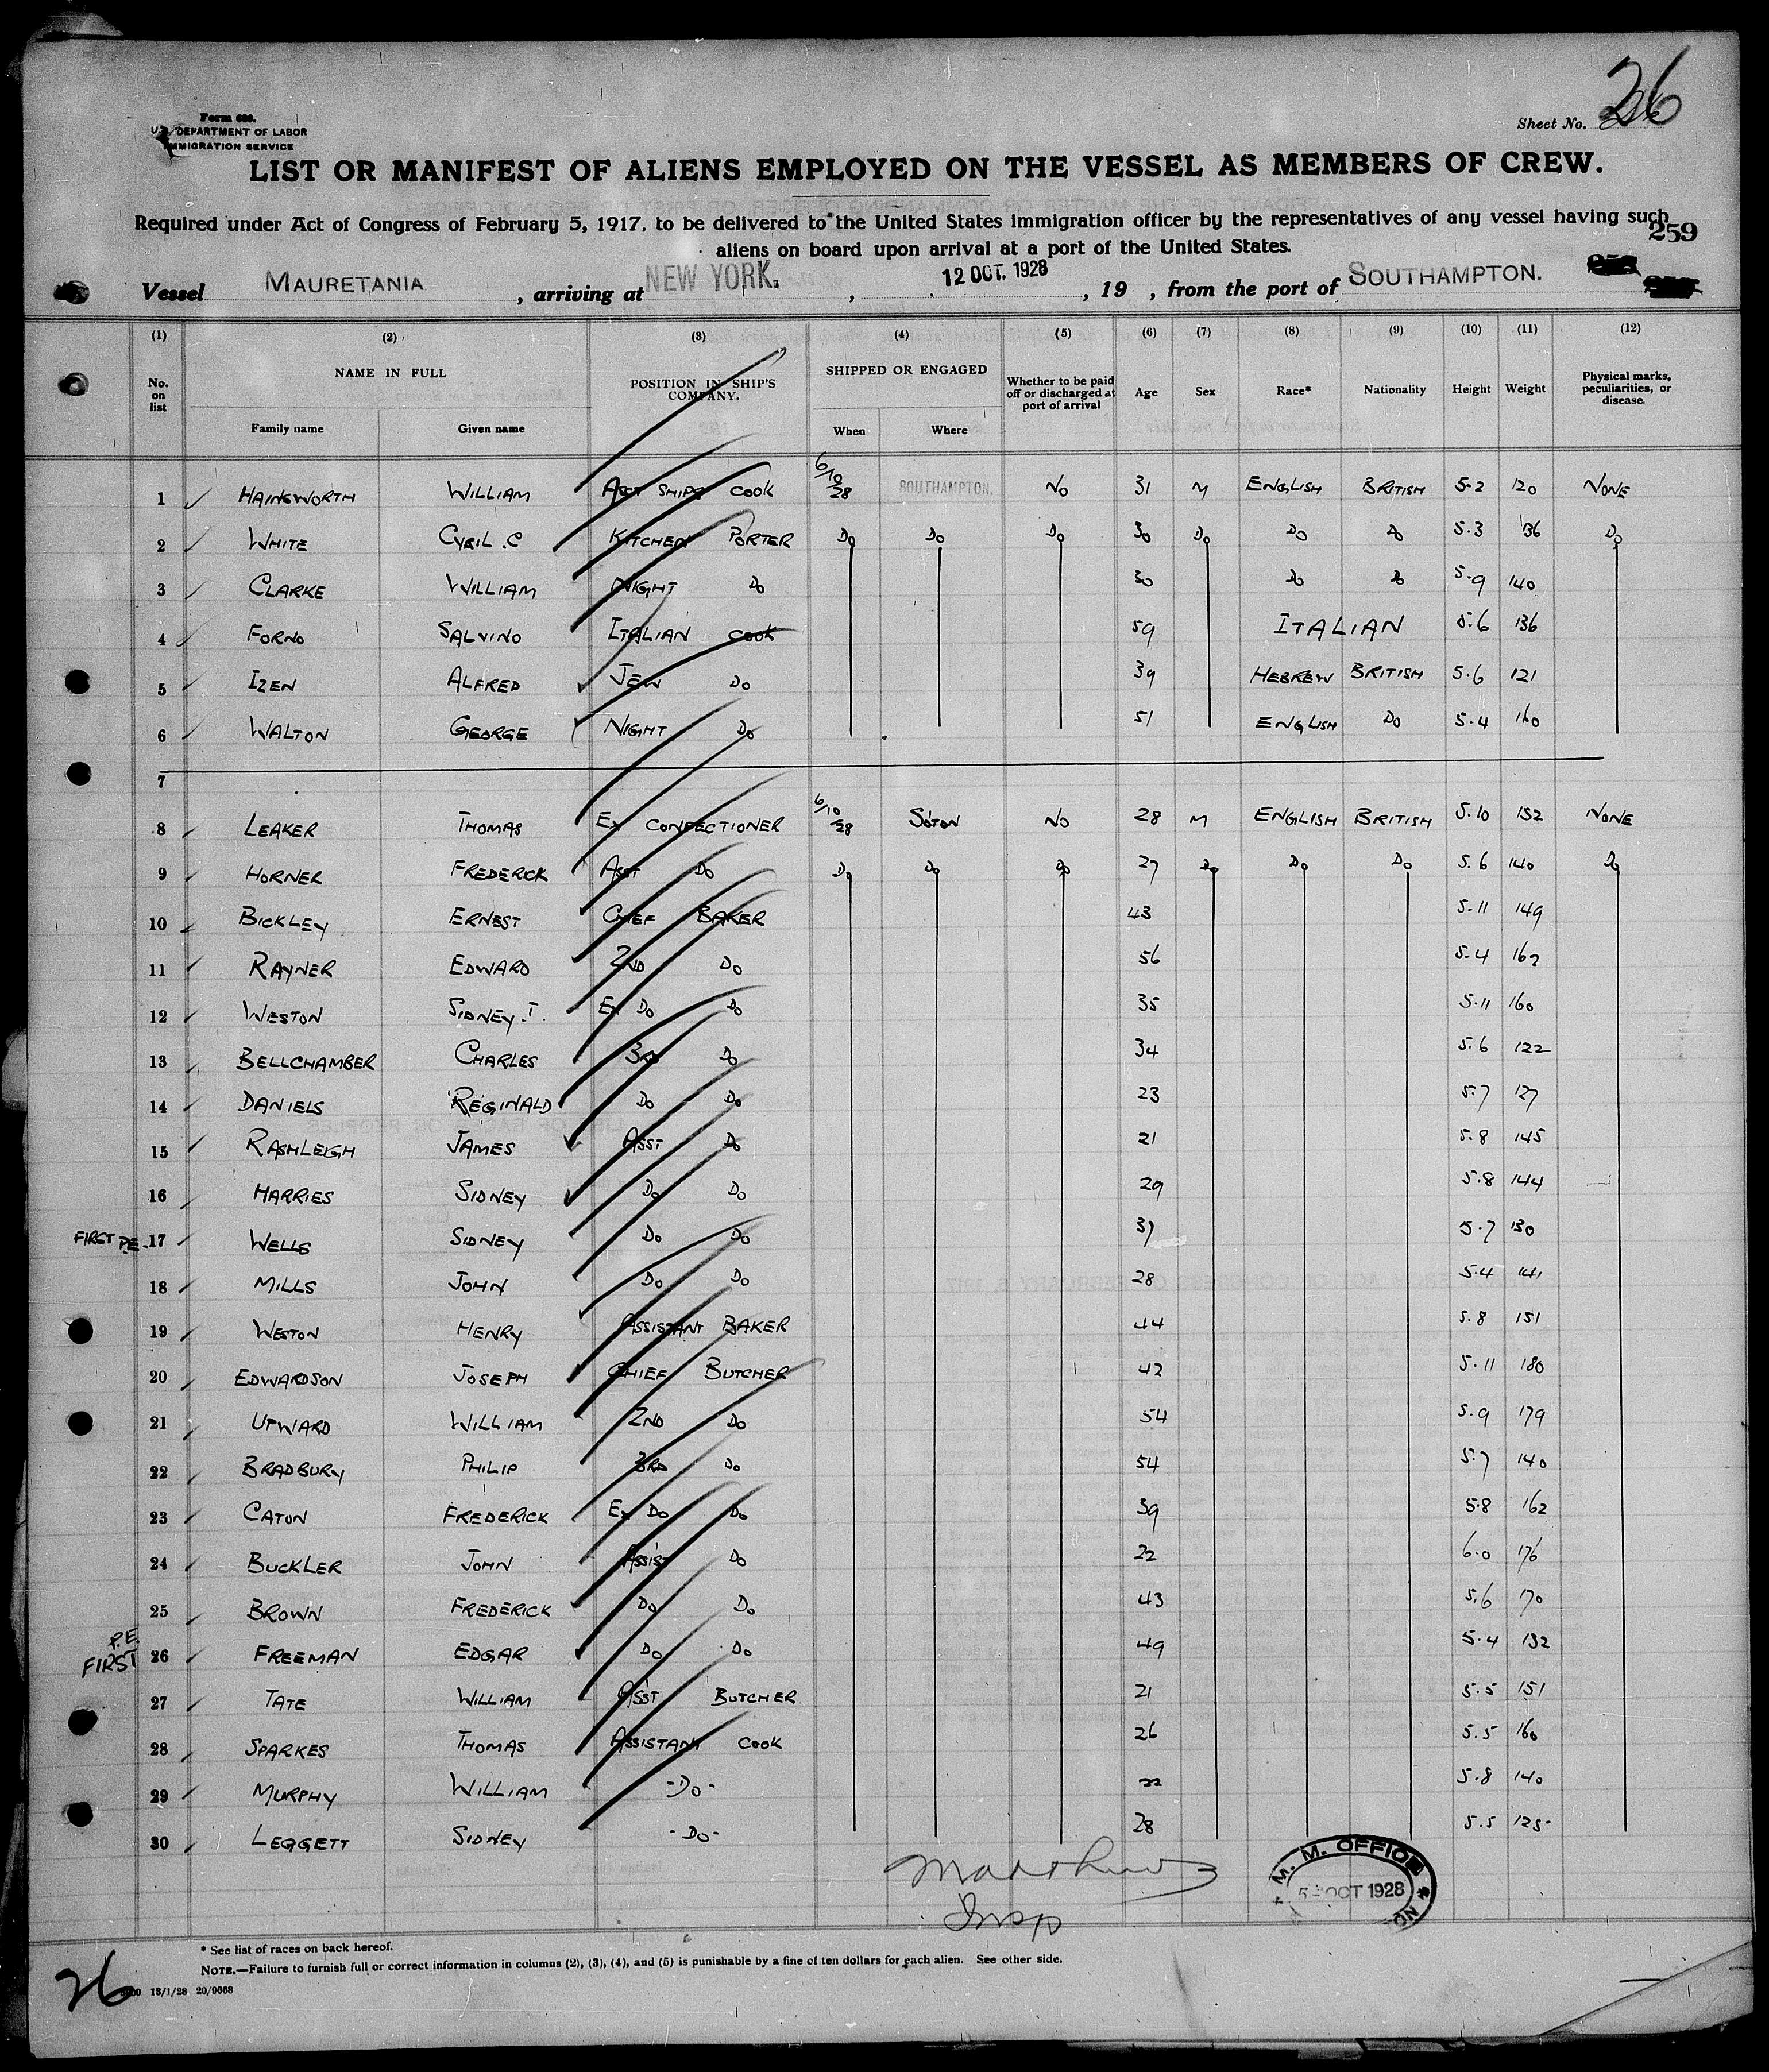 Form 680.
U.S. DEPARTMENT OF LABOR
IMMIGRATION SERVICE
Sheet No. 26
LIST OR MANIFEST OF ALIENS EMPLOYED ON THE VESSEL AS MEMBERS OF CREW.
Required under Act of Congress of February 5, 1917, to be delivered to the United States immigration officer by the representatives of any vessel having such
aliens on board upon arrival at a port of the United States.
259
Vessel MAURETANIA, arriving at NEW YORK., 12 OCT. 1928, 19 , from the port of SOUTHAMPTON.
(1) (2) (3) (4) (5) (6) (7) (8) (9) (10) (11) (12)
No. on list NAME IN FULL Family name Given name POSITION IN SHIP'S COMPANY. SHIPPED OR ENGAGED When Where Whether to be paid off or discharged at port of arrival Age Sex Race* Nationality Height Weight Physical marks, peculiarities, or disease.
1 HAINSWORTH WILLIAM ASST SHIPS COOK 6/10/28 SOUTHAMPTON. NO 31 M ENGLISH BRITISH 5-2 120 NONE
2 WHITE CYRIL.C KITCHEN PORTER DO DO DO 30 DO DO DO 5.3 136 DO
3 CLARKE WILLIAM NIGHT DO 30 DO DO 5-9 140
4 FORNO SALVINO ITALIAN COOK 59 ITALIAN 5.6 136
5 IZEN ALFRED JEW DO 39 HEBREW BRITISH 5.6 121
6 WALTON GEORGE NIGHT DO 51 ENGLISH DO 5.4 160
7
8 LEAKER THOMAS EX CONFECTIONER 6/10/28 SOTON NO 28 M ENGLISH BRITISH 5.10 152 NONE
9 HORNER FREDERICK ASST DO DO DO DO 27 DO DO DO 5.6 140 DO
10 BICKLEY ERNEST CHIEF BAKER 43 5.11 149
11 RAYNER EDWARD 2ND DO 56 5.4 162
12 WESTON SIDNEY.T. EX DO DO 35 5.11 160
13 BELLCHAMBER CHARLES 3RD DO 34 5.6 122
14 DANIELS REGINALD DO DO 23 5.7 127
15 RASHLEIGH JAMES ASST DO 21 5.8 145
16 HARRIES SIDNEY DO DO 29 5.8 144
FIRST P.E. 17 WELLS SIDNEY DO DO 37 5.7 130
18 MILLS JOHN DO DO 28 5.4 141
19 WESTON HENRY ASSISTANT BAKER 44 5.8 151
20 EDWARDSON JOSEPH CHIEF BUTCHER 42 5.11 180
21 UPWARD WILLIAM 2ND DO 54 5.9 179
22 BRADBURY PHILIP 3RD DO 54 5.7 140
23 CATON FREDERICK EX DO DO 39 5.8 162
24 BUCKLER JOHN ASSIST DO 22 6.0 176
25 BROWN FREDERICK DO DO 43 5.6 170
P.E. FIRST 26 FREEMAN EDGAR DO DO 49 5.4 132
27 TATE WILLIAM ASST BUTCHER 21 5.5 151
28 SPARKES THOMAS ASSISTANT COOK 26 5.5 160
29 MURPHY WILLIAM -DO- 22 5.8 140
30 LEGGETT SIDNEY -DO- 28 5.5 125
Matthews
Insp
M. M. OFFICE
5-OCT 1928
* See list of races on back hereof.
NOTE.—Failure to furnish full or correct information in columns (2), (3), (4), and (5) is punishable by a fine of ten dollars for each alien. See other side.
26
13/1/28 20/9668